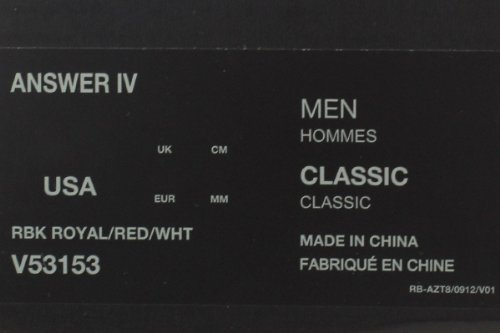 ANSWER IV
UK CM
USA
EUR MM
RBK ROYAL/RED/WHT
V53153
MEN
HOMMES
CLASSIC
CLASSIC
MADE IN CHINA
FABRIQUÉ EN CHINE
RB-AZT8/0912/V01